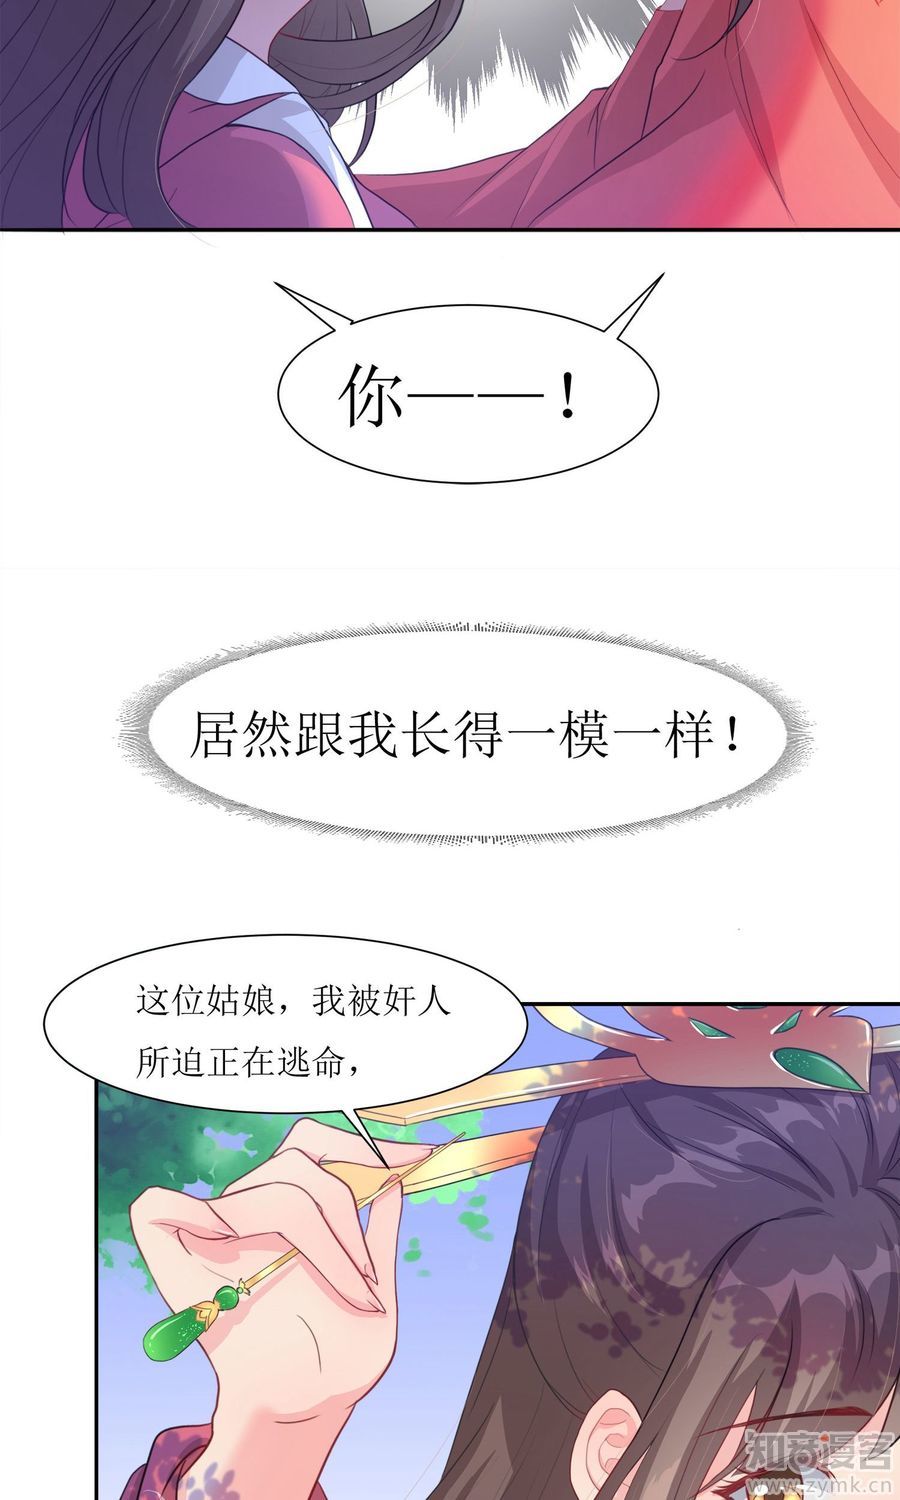 你——！
居然跟我长得一模一样！
这位姑娘，我被奸人
所迫正在逃命，
知音漫客
www.zymk.cn